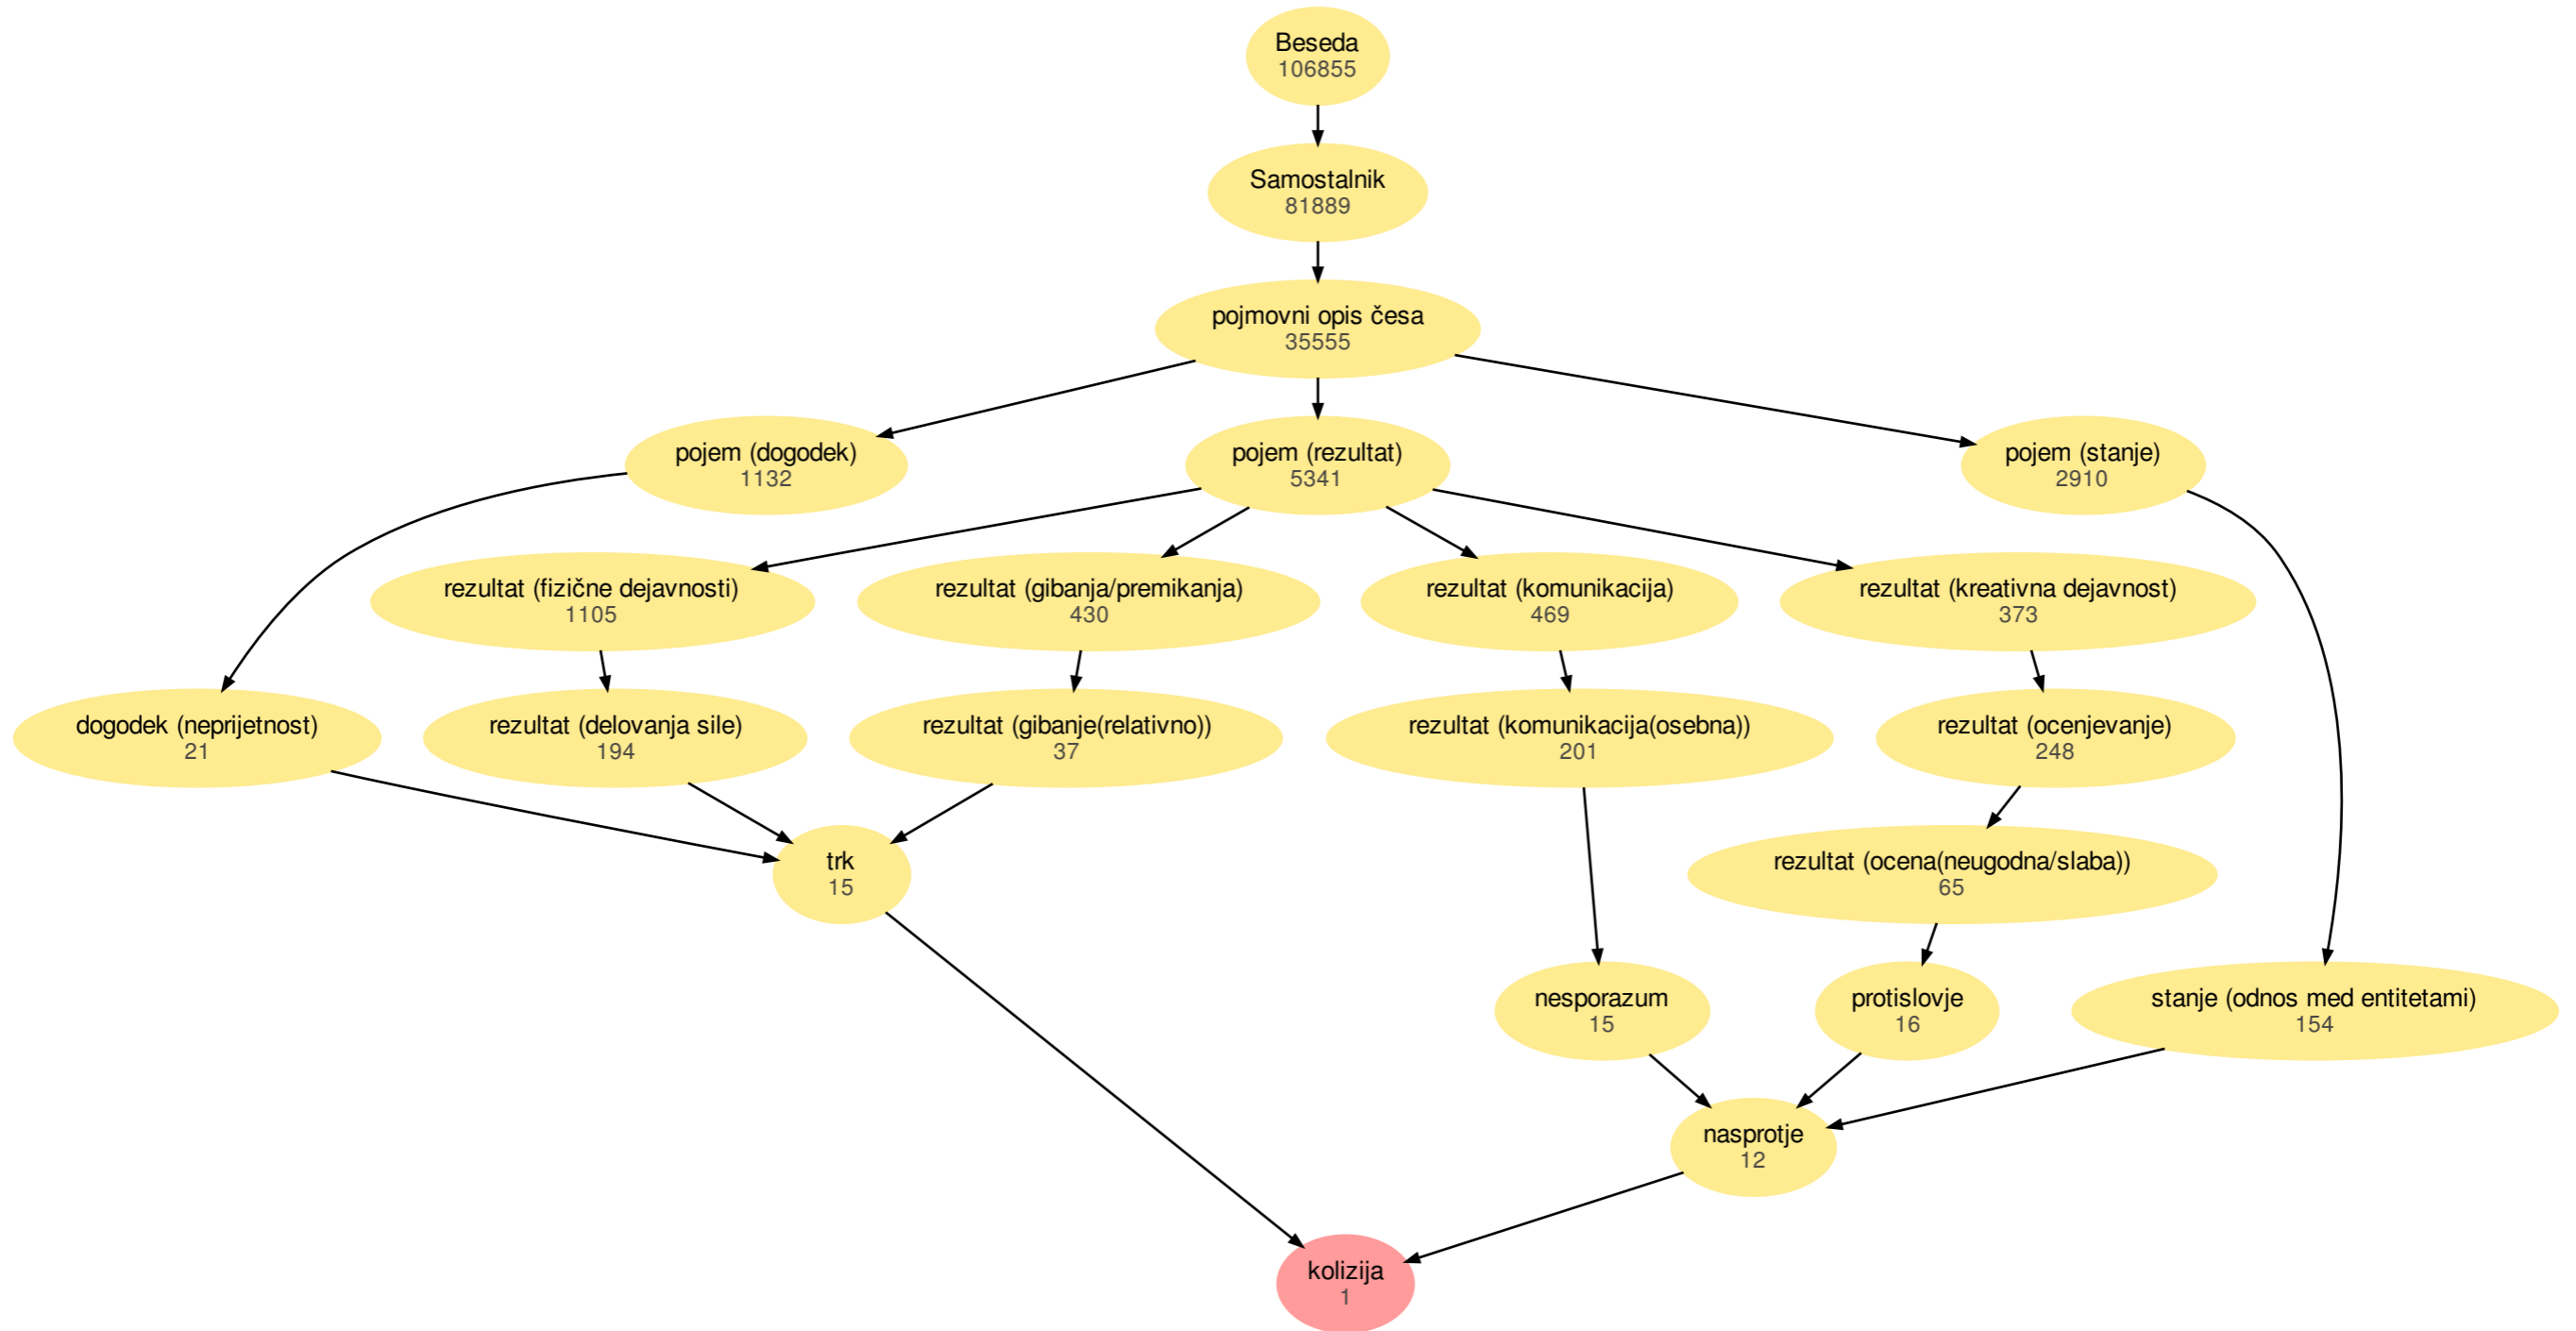 Beseda
106855
Samostalnik
81889
pojmovni opis česa
35555
pojem (dogodek)
1132
pojem (rezultat)
5341
pojem (stanje)
2910
rezultat (fizične dejavnosti)
1105
rezultat (gibanja/premikanja)
430
rezultat (komunikacija)
469
rezultat (kreativna dejavnost)
373
dogodek (neprijetnost)
21
rezultat (delovanja sile)
194
rezultat (gibanje(relativno))
37
rezultat (komunikacija(osebna))
201
rezultat (ocenjevanje)
248
trk
15
rezultat (ocena(neugodna/slaba))
65
nesporazum
15
protislovje
16
stanje (odnos med entitetami)
154
nasprotje
12
kolizija
1